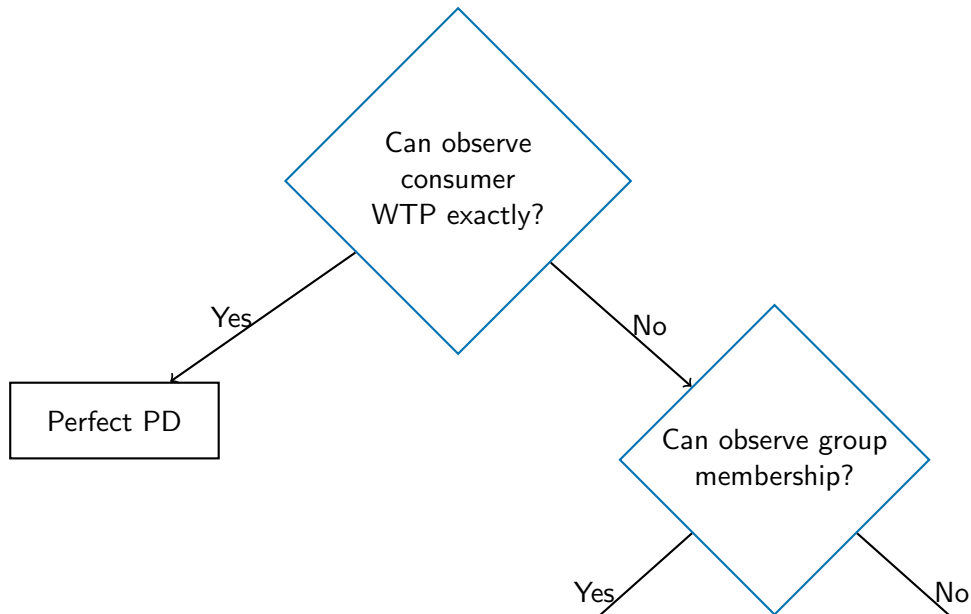 Can observe
consumer
WTP exactly?
Yes
No
Perfect PD
Can observe group
membership?
Yes
No